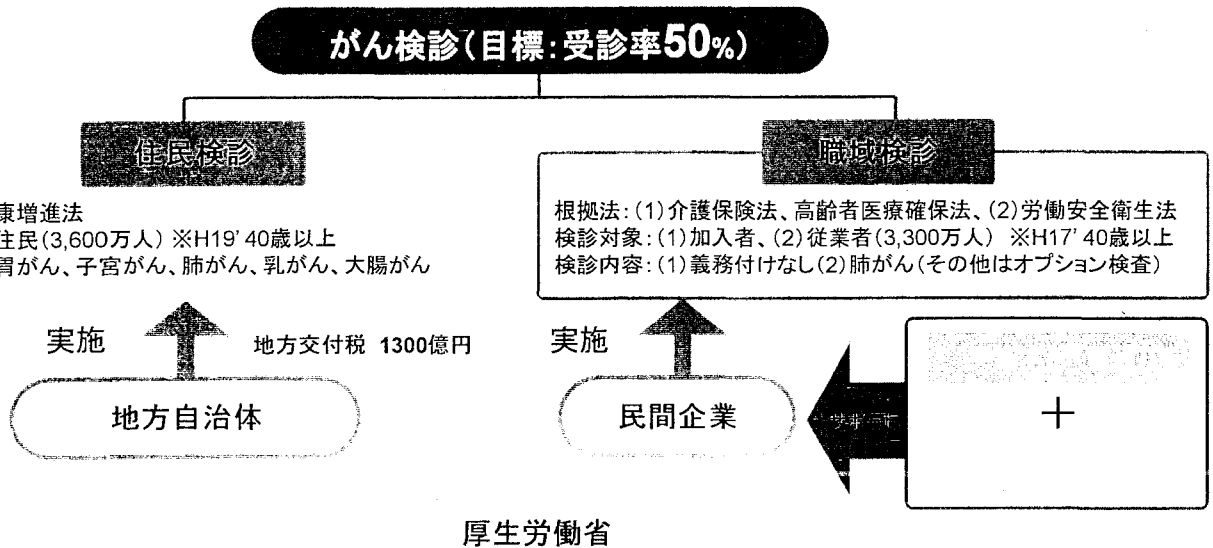 がん検診(目標:受診率50%)
住民検診
職域検診
康増進法
住民(3,600万人) ※H19' 40歳以上
胃がん、子宮がん、肺がん、乳がん、大腸がん
根拠法:(1)介護保険法、高齢者医療確保法、(2)労働安全衛生法
検診対象:(1)加入者、(2)従業者(3,300万人) ※H17' 40歳以上
検診内容:(1)義務付けなし(2)肺がん(その他はオプション検査)
実施
地方交付税 1300億円
実施
地方自治体
民間企業
サポート
+
厚生労働省